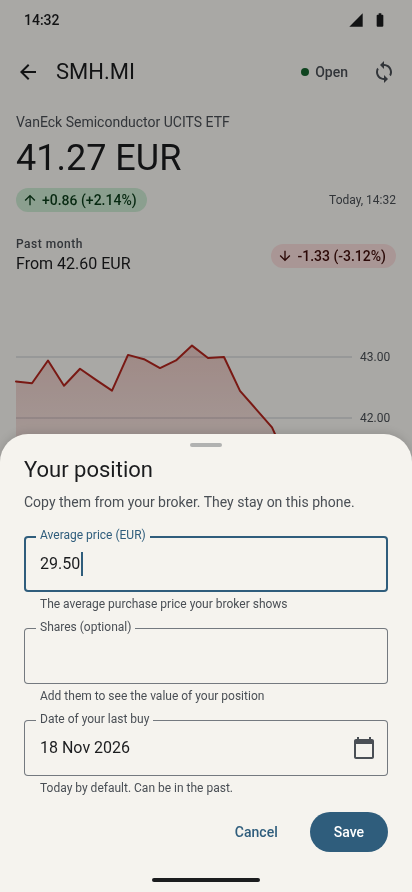 14:32
SMH.MI
Open
VanEck Semiconductor UCITS ETF
41.27 EUR
+0.86 (+2.14%)
Today, 14:32
Past month
From 42.60 EUR
-1.33 (-3.12%)
43.00
42.00
Your position
Copy them from your broker. They stay on this phone.
Average price (EUR)
29.50
The average purchase price your broker shows
Shares (optional)
Add them to see the value of your position
Date of your last buy
18 Nov 2026
Today by default. Can be in the past.
Cancel
Save